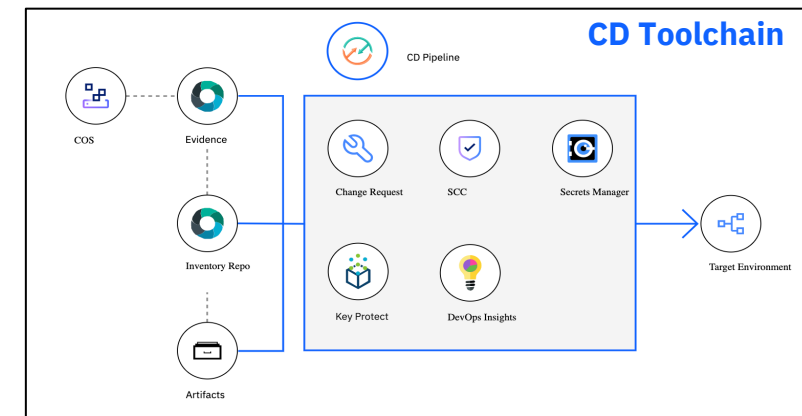 CD Toolchain
CD Pipeline
COS
Evidence
Change Request
SCC
Secrets Manager
Inventory Repo
Target Environment
Key Protect
DevOps Insights
Artifacts